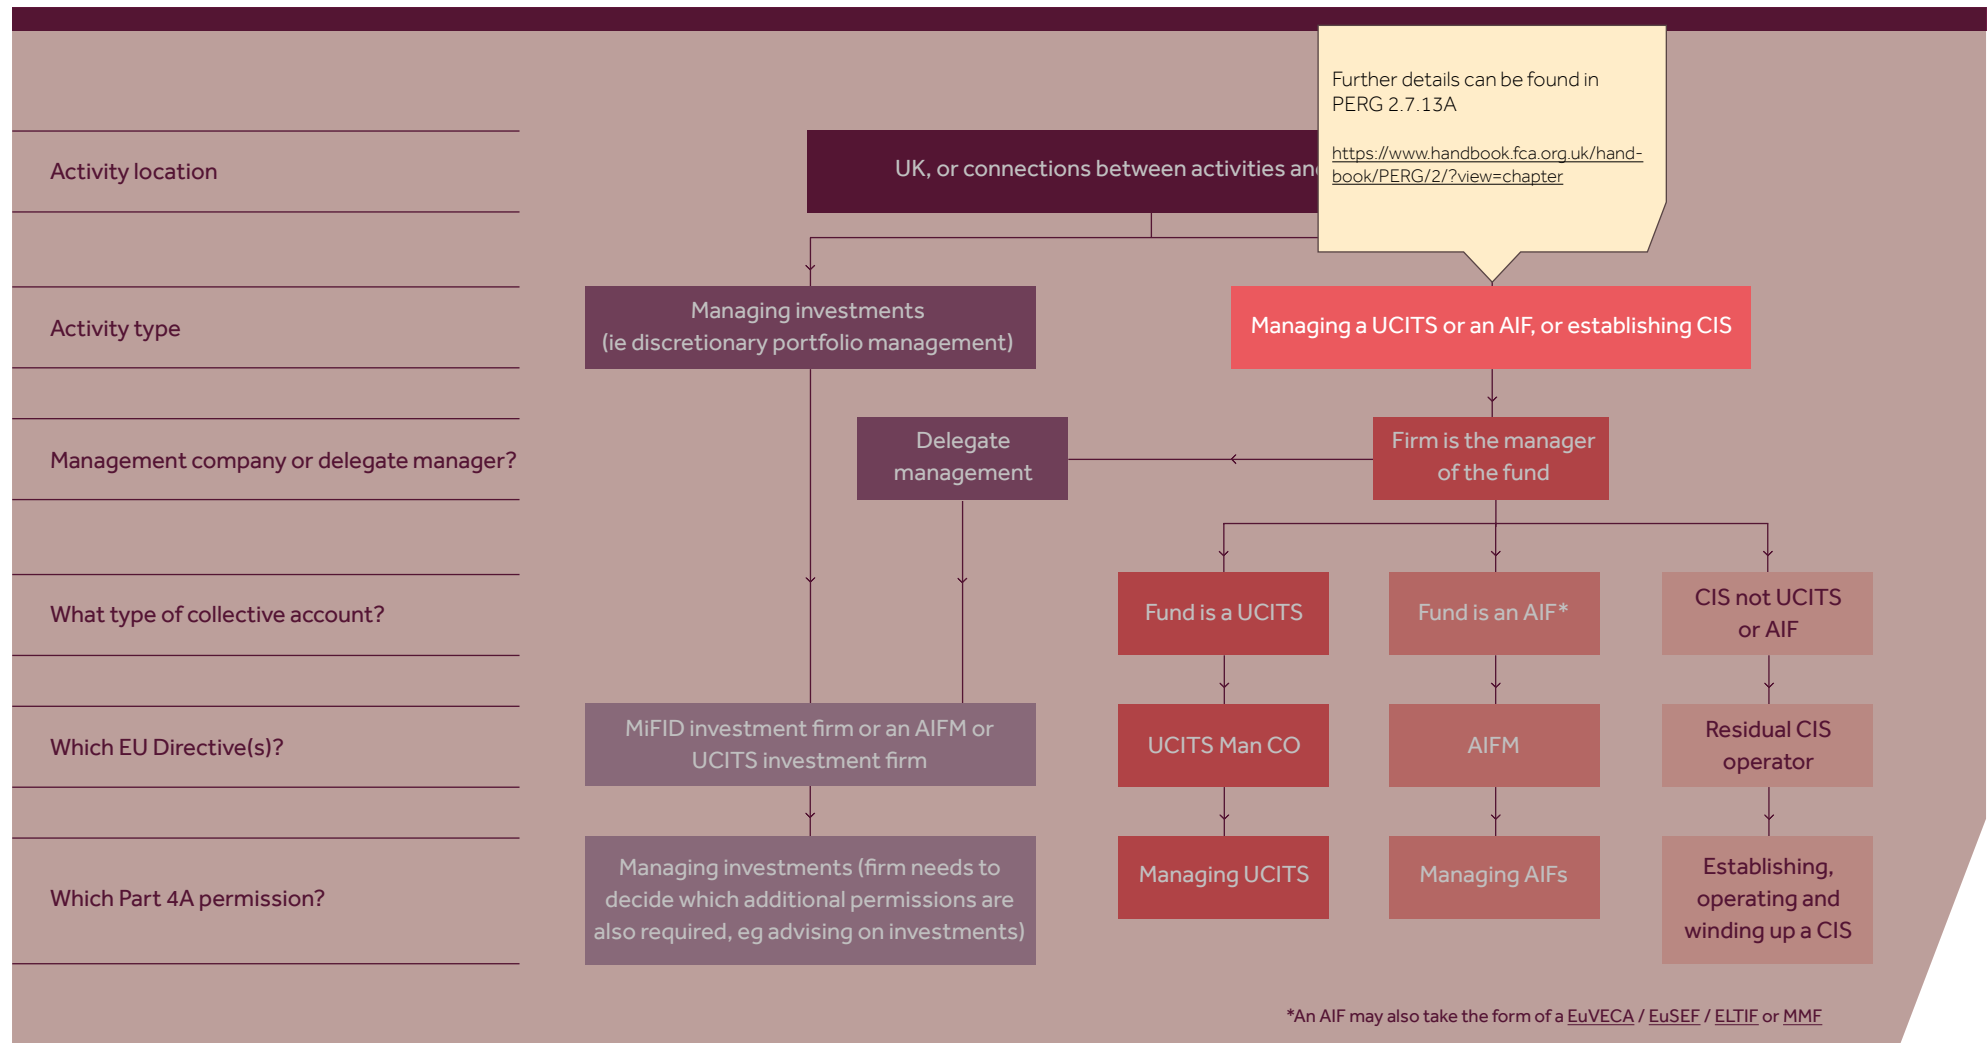 Further details can be found in
PERG 2.7.13A
https://www.handbook.fca.org.uk/hand-
book/PERG/2/?view=chapter
Activity location
UK, or connections between activities
Activity type
Managing investments
(ie discretionary portfolio management)
Managing a UCITS or an AIF, or establishing CIS
Management company or delegate manager?
Delegate
management
Firm is the manager
of the fund
What type of collective account?
Fund is a UCITS
Fund is an AIF*
CIS not UCITS
or AIF
Which EU Directive(s)?
MiFID investment firm or an AIFM or
UCITS investment firm
UCITS Man CO
AIFM
Residual CIS
operator
Which Part 4A permission?
Managing investments (firm needs to
decide which additional permissions are
also required, eg advising on investments)
Managing UCITS
Managing AIFs
Establishing,
operating and
winding up a CIS
*An AIF may also take the form of a EuVECA / EuSEF / ELTIF or MMF